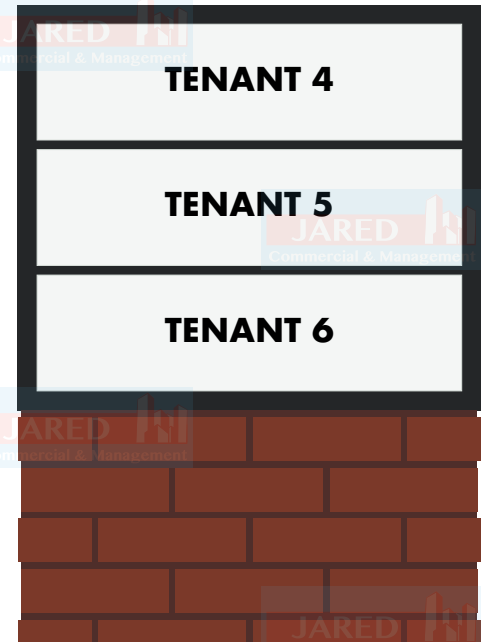 JARED
Commercial & Management
TENANT 4
TENANT 5
JARED
Commercial & Management
TENANT 6
JARED
Commercial & Management
JARED